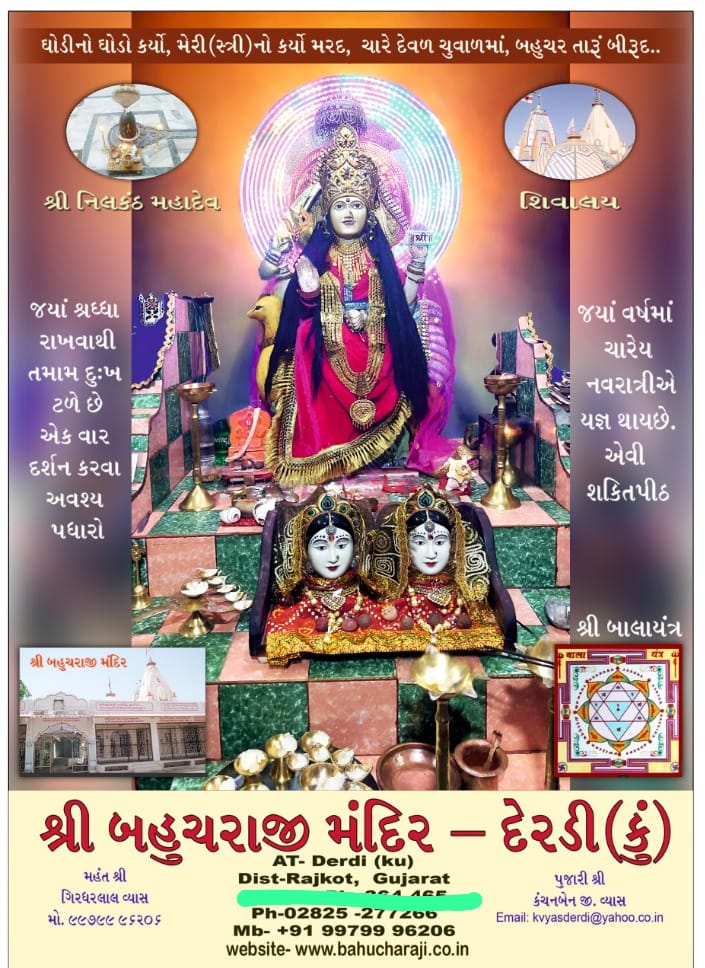 ઘોડીનો ઘોડો કર્યો, મેરી(સ્ત્રી)નો કર્યો મરદ, ચારે દેવળ ચુવાળમાં, બહુચર તારૂં બીરૂદ..
શ્રી નિલકંઠ મહાદેવ
શિવાલય
જયાં શ્રધ્ધા
રાખવાથી
તમામ દુઃખ
ટળે છે
એક વાર
દર્શન કરવા
અવશ્ય
પધારો
જયાં વર્ષમાં
ચારેય
નવરાત્રીએ
યજ્ઞ થાયછે.
એવી
શકિતપીઠ
શ્રી બહુચરાજી મંદિર
શ્રી બાલાયંત્ર
बाला यंत्र
શ્રી બહુચરાજી મંદિર – દેરડી(કું)
AT- Derdi (ku)
Dist-Rajkot, Gujarat
Ph-02825 -277266
Mb- +91 99799 96206
website- www.bahucharaji.co.in
મહંત શ્રી
ગિરધરલાલ વ્યાસ
મો. ૯૯૭૯૯ ૯૬૨૦૬
પુજારી શ્રી
કંચનબેન જી. વ્યાસ
Email: kvyasderdi@yahoo.co.in